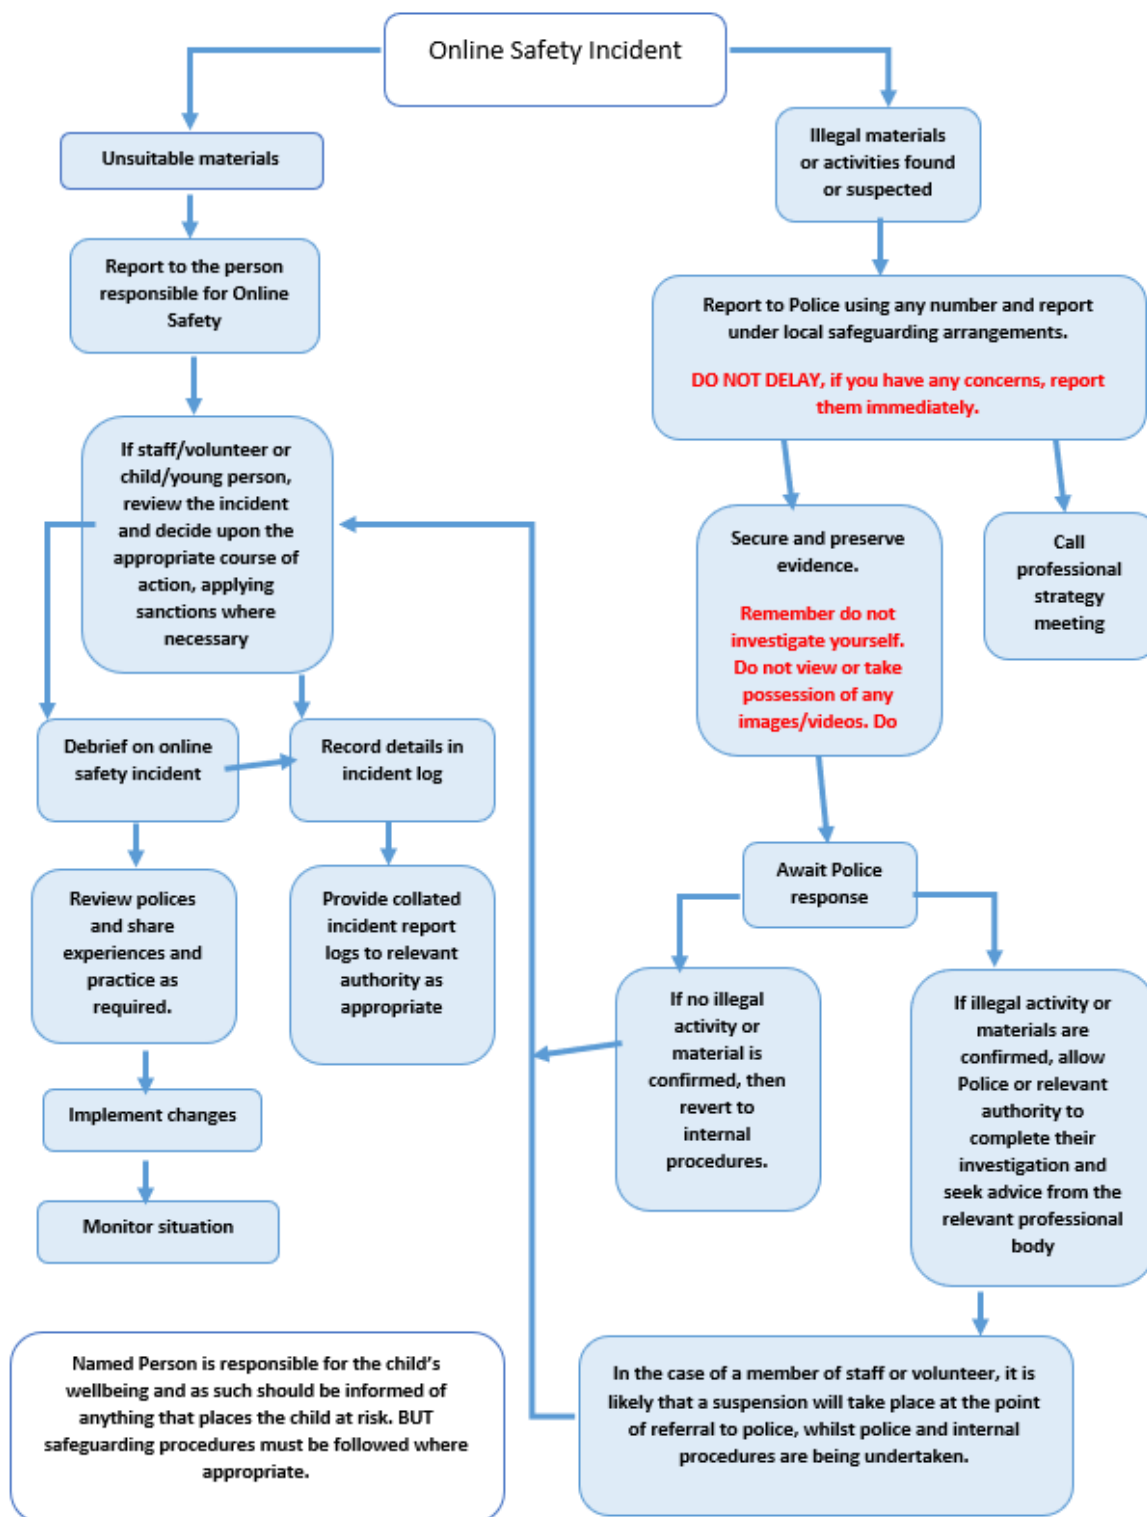 Online Safety Incident
Unsuitable materials
Report to the person
responsible for Online
Safety
If staff/volunteer or
child/young person,
review the incident
and decide upon the
appropriate course of
action, applying
sanctions where
necessary
Debrief on online
safety incident
Record details in
incident log
Review polices
and share
experiences and
practice as
required.
Provide collated
incident report
logs to relevant
authority as
appropriate
Implement changes
Monitor situation
Illegal materials
or activities found
or suspected
Report to Police using any number and report
under local safeguarding arrangements.
DO NOT DELAY, if you have any concerns, report
them immediately.
Secure and preserve
evidence.
Remember do not
investigate yourself.
Do not view or take
possession of any
images/videos. Do
Call
professional
strategy
meeting
Await Police
response
If no illegal
activity or
material is
confirmed, then
revert to
internal
procedures.
If illegal activity or
materials are
confirmed, allow
Police or relevant
authority to
complete their
investigation and
seek advice from the
relevant professional
body
In the case of a member of staff or volunteer, it is
likely that a suspension will take place at the point
of referral to police, whilst police and internal
procedures are being undertaken.
Named Person is responsible for the child’s
wellbeing and as such should be informed of
anything that places the child at risk. BUT
safeguarding procedures must be followed where
appropriate.